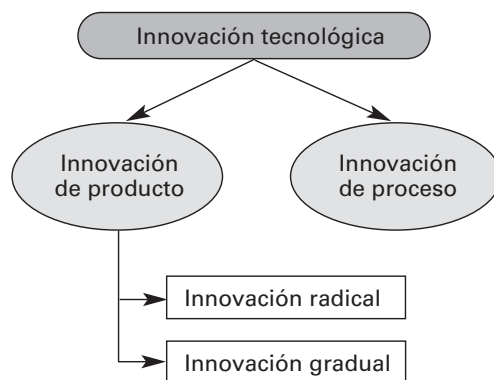 Innovación tecnológica
Innovación
de producto
Innovación
de proceso
Innovación radical
Innovación gradual